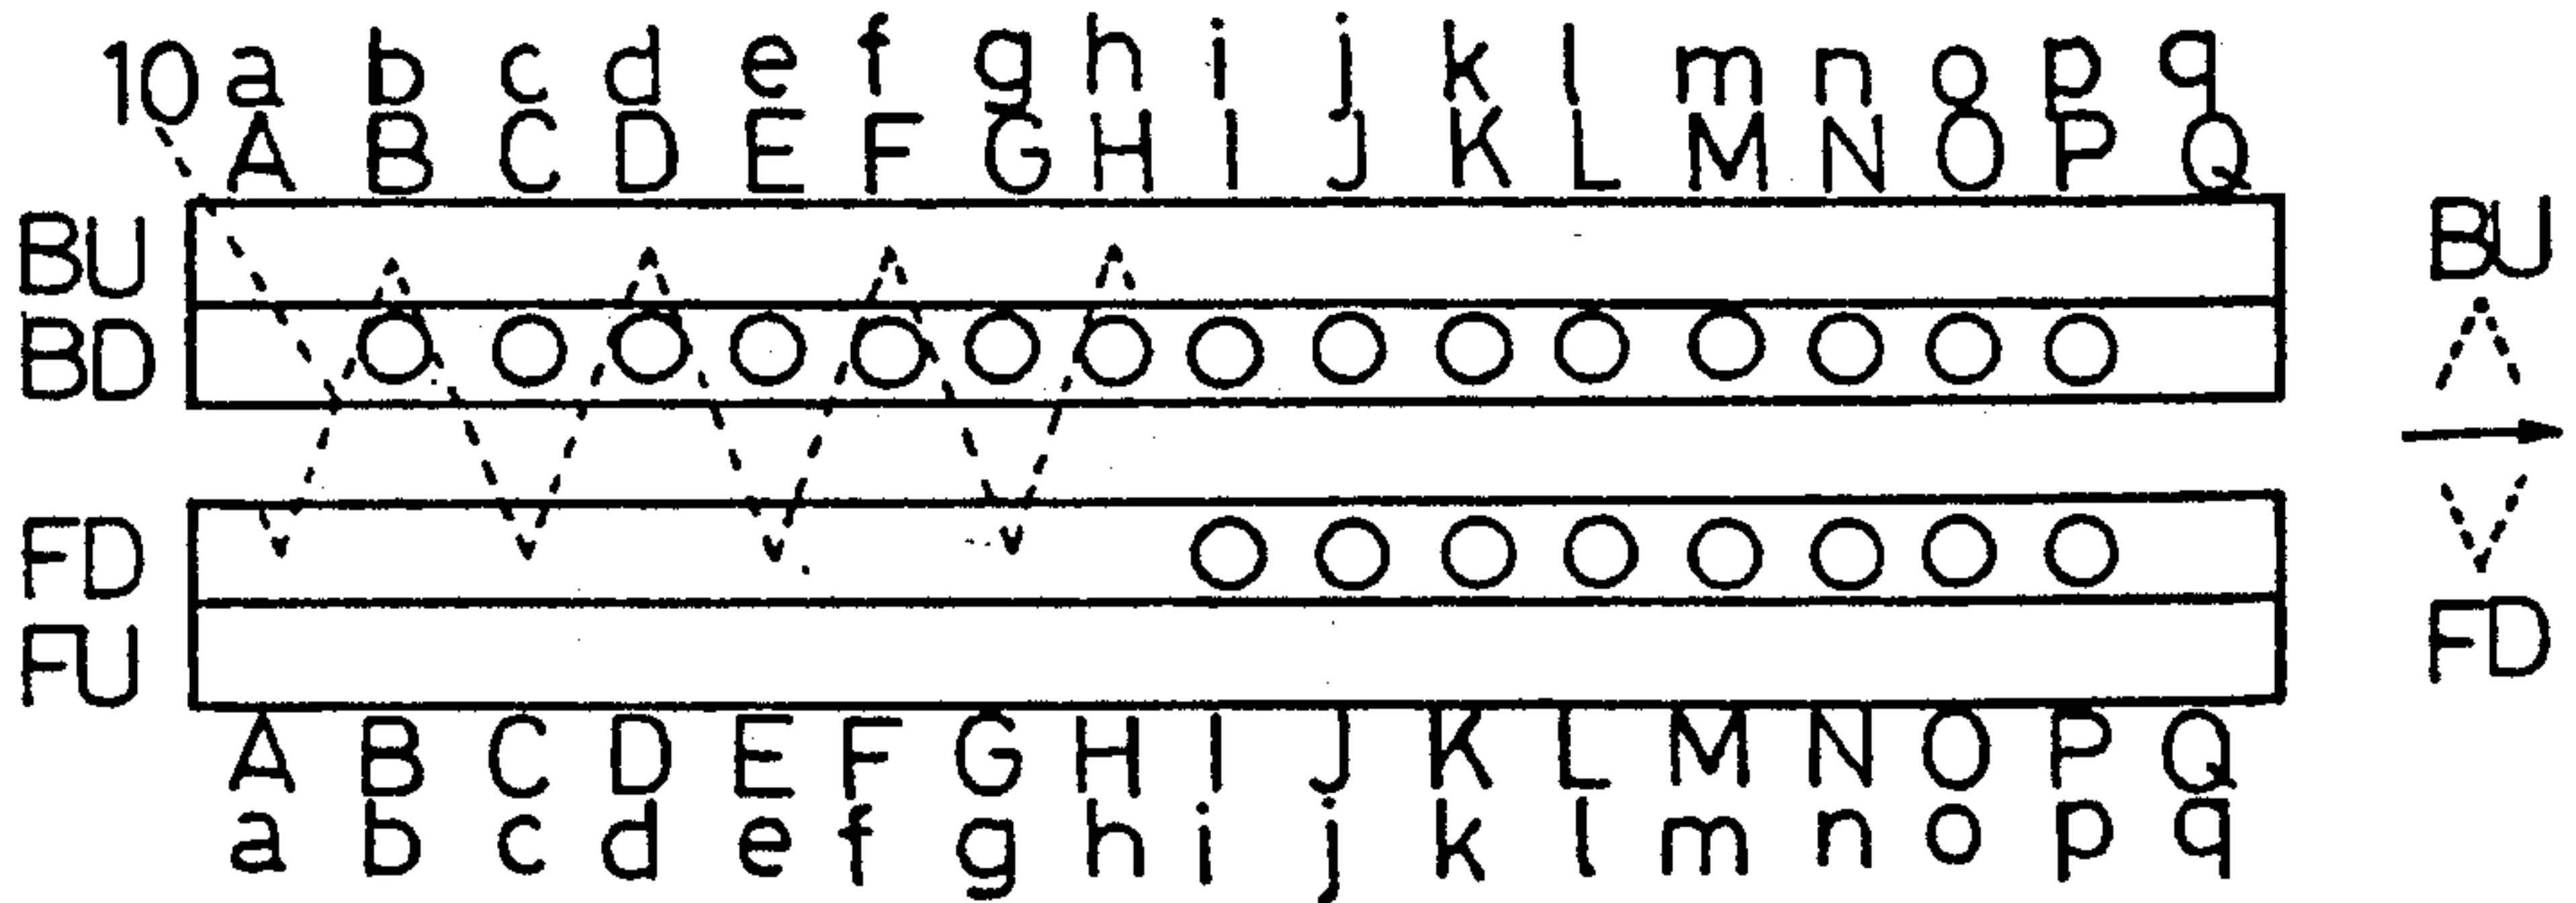 10 a b c d e f g h i j k l m n o p q
A B C D E F G H I J K L M N O P Q
BU BU
BD
FD FD
FU
A B C D E F G H I J K L M N O P Q
a b c d e f g h i j k l m n o p q